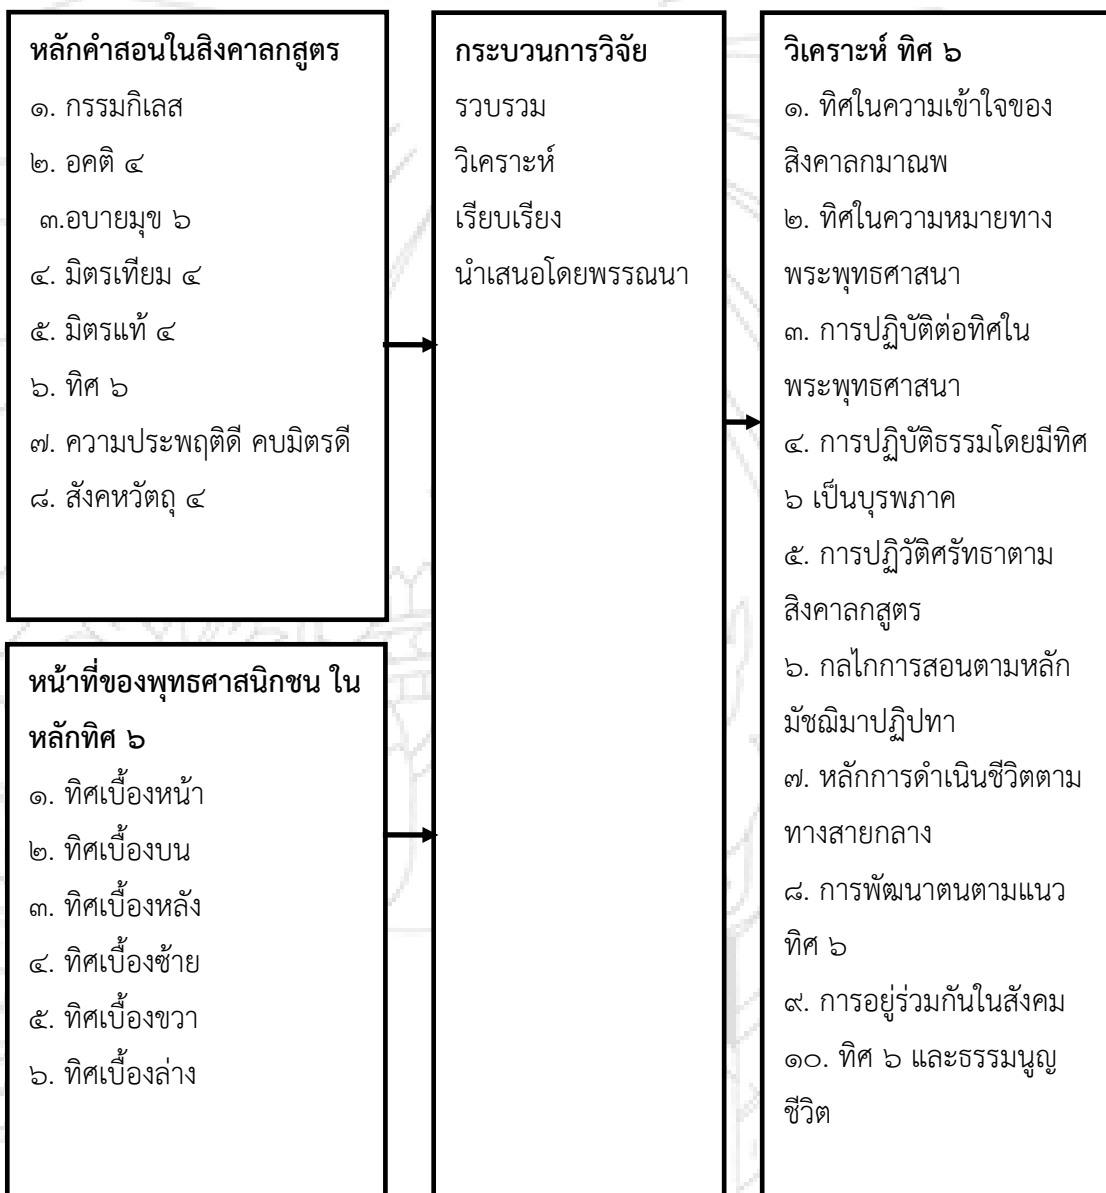 หลักคำสอนในสิงคาลกสูตร
๑. กรรมกิเลส
๒. อคติ ๔
๓.อบายมุข ๖
๔. มิตรเทียม ๔
๕. มิตรแท้ ๔
๖. ทิศ ๖
๗. ความประพฤติดี คบมิตรดี
๘. สังคหวัตถุ ๔
หน้าที่ของพุทธศาสนิกชน ใน
หลักทิศ ๖
๑. ทิศเบื้องหน้า
๒. ทิศเบื้องบน
๓. ทิศเบื้องหลัง
๔. ทิศเบื้องซ้าย
๕. ทิศเบื้องขวา
๖. ทิศเบื้องล่าง
กระบวนการวิจัย
รวบรวม
วิเคราะห์
เรียบเรียง
นำเสนอโดยพรรณนา
วิเคราะห์ ทิศ ๖
๑. ทิศในความเข้าใจของ
สิงคาลกมาณพ
๒. ทิศในความหมายทาง
พระพุทธศาสนา
๓. การปฏิบัติต่อทิศใน
พระพุทธศาสนา
๔. การปฏิบัติธรรมโดยมีทิศ
๖ เป็นบุรพภาค
๕. การปฏิวัติศรัทธาตาม
สิงคาลกสูตร
๖. กลไกการสอนตามหลัก
มัชฌิมาปฏิปทา
๗. หลักการดำเนินชีวิตตาม
ทางสายกลาง
๘. การพัฒนาตนตามแนว
ทิศ ๖
๙. การอยู่ร่วมกันในสังคม
๑๐. ทิศ ๖ และธรรมนูญ
ชีวิต